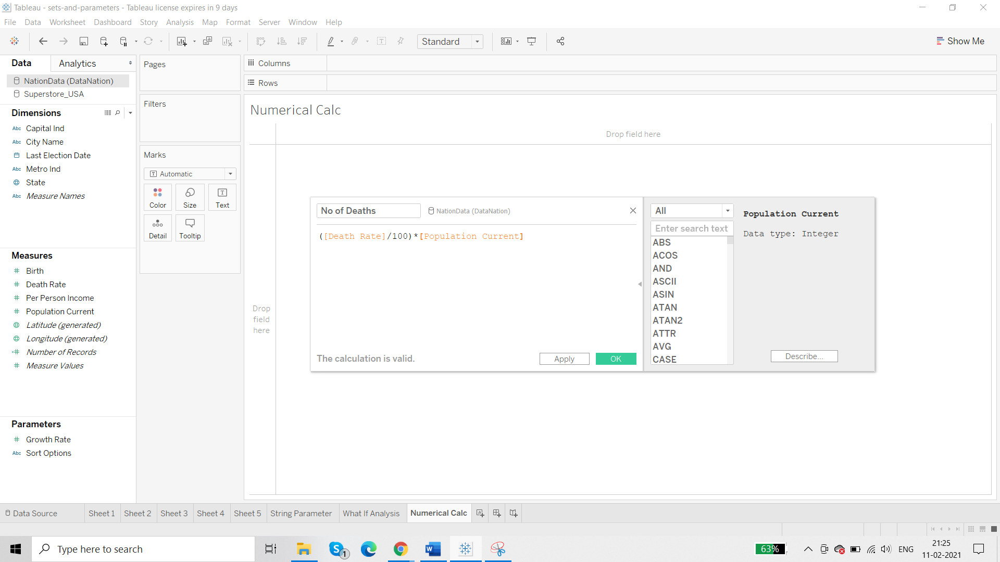 Tableau - sets-and-parameters - Tableau license expires in 9 days
File Data Worksheet Dashboard Story Analysis Map Format Server Window Help
Standard
Show Me
Data
Analytics
NationData (DataNation)
Superstore_USA
Dimensions
Abc Capital Ind
Abc City Name
Last Election Date
Abc Metro Ind
State
Abc Measure Names
Measures
# Birth
# Death Rate
# Per Person Income
# Population Current
Latitude (generated)
Longitude (generated)
=# Number of Records
# Measure Values
Parameters
# Growth Rate
Abc Sort Options
Pages
Filters
Marks
T Automatic
Color Size Text
Detail Tooltip
Columns
Rows
Numerical Calc
Drop field here
Drop
field
here
No of Deaths
NationData (DataNation)
([Death Rate]/100)*[Population Current]
The calculation is valid.
Apply
OK
All
Enter search text
ABS
ACOS
AND
ASCII
ASIN
ATAN
ATAN2
ATTR
AVG
CASE
Population Current
Data type: Integer
Describe...
Data Source Sheet 1 Sheet 2 Sheet 3 Sheet 4 Sheet 5 String Parameter What If Analysis Numerical Calc
Type here to search
S 1
W
63%
ENG
21:25
11-02-2021